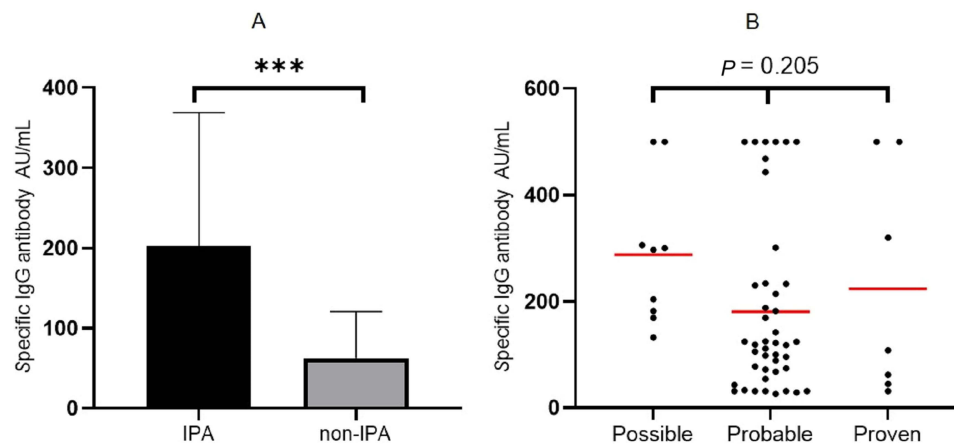 A
Specific IgG antibody AU/mL
400
300
200
100
0
***
IPA
non-IPA
B
Specific IgG antibody AU/mL
600
400
200
0
P = 0.205
Possible
Probable
Proven